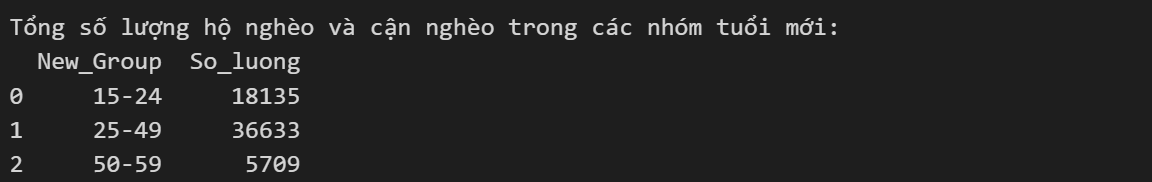 Tổng số lượng hộ nghèo và cận nghèo trong các nhóm tuổi mới:
New_Group So_luong
0 15-24 18135
1 25-49 36633
2 50-59 5709